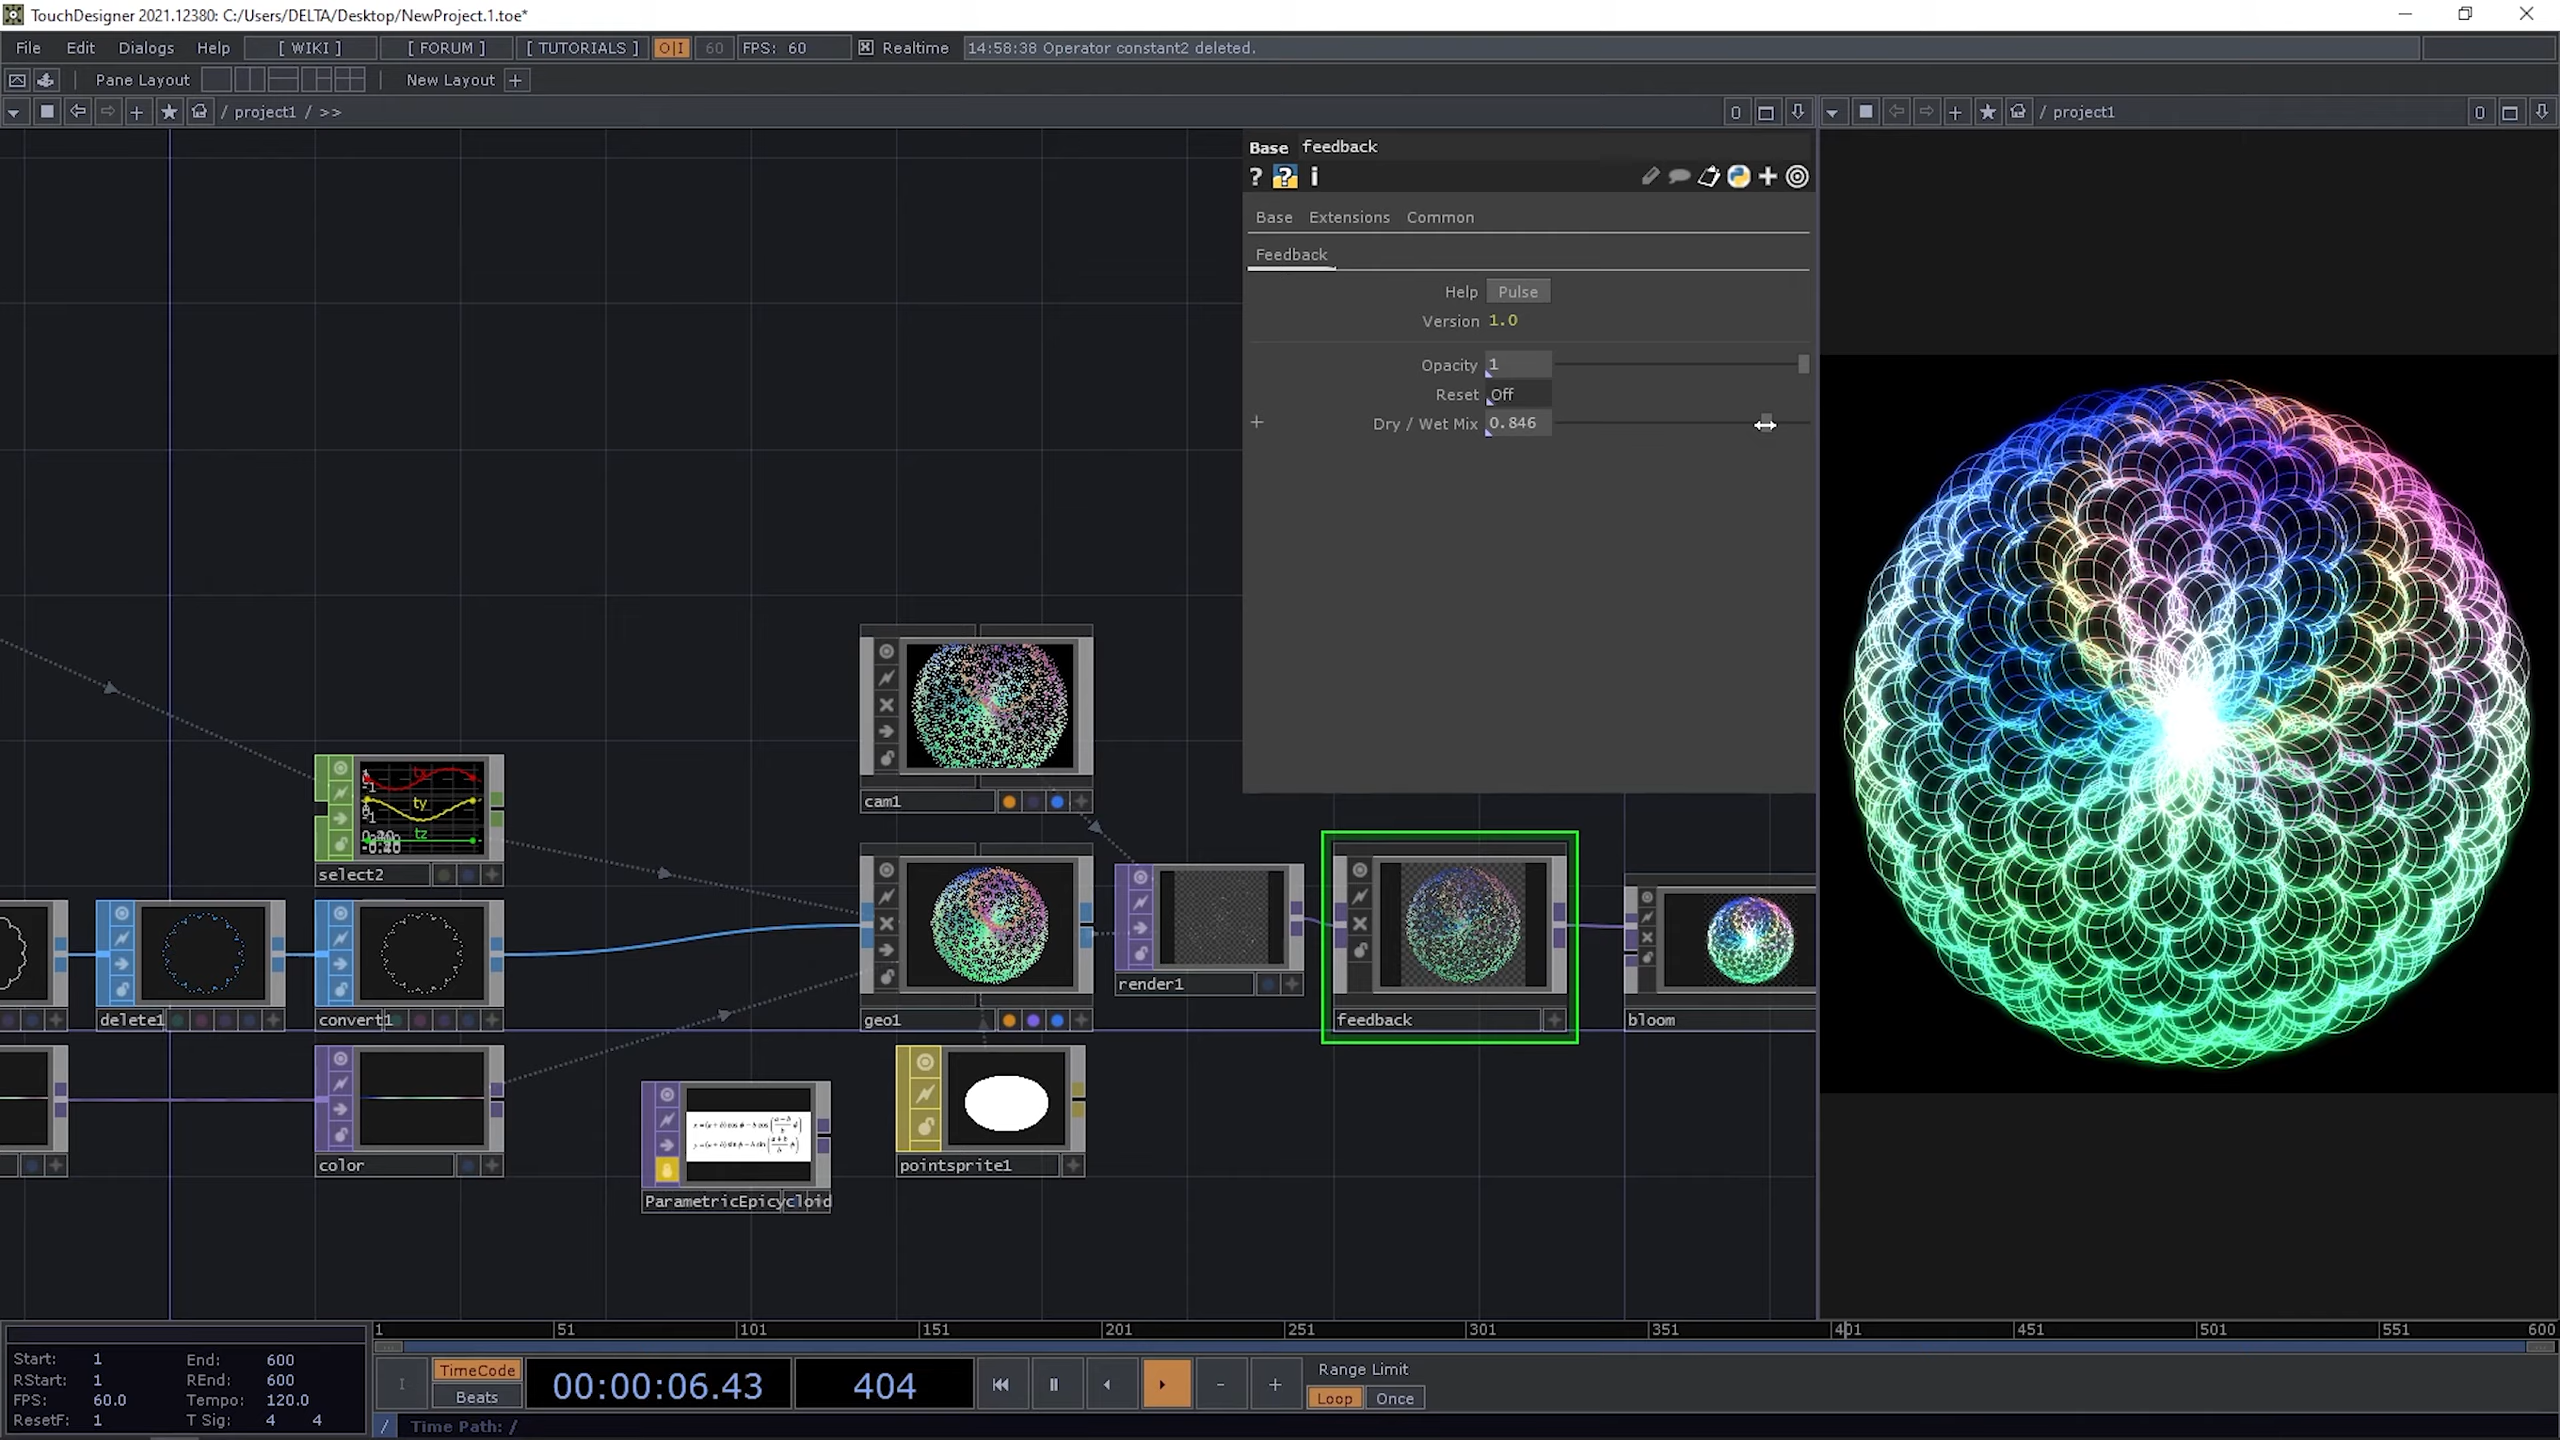 TouchDesigner 2021.12380: C:/Users/DELTA/Desktop/NewProject.1.toe*
File Edit Dialogs Help [ WIKI ] [ FORUM ] [ TUTORIALS ] O|I 60 FPS: 60 Realtime 14:58:38 Operator constant2 deleted.
Pane Layout New Layout +
/ project1 / >> 0 / project1 0
Base feedback
? ? i
Base Extensions Common
Feedback
Help Pulse
Version 1.0
Opacity 1
Reset Off
Dry / Wet Mix 0.846
cam1
tx
ty
tz
select2
render1
delete1
convert1
geo1
feedback
bloom
color
pointsprite1
ParametricEpicycloid
1 51 101 151 201 251 301 351 401 451 501 551 600
Start: 1 End: 600
RStart: 1 REnd: 600
FPS: 60.0 Tempo: 120.0
ResetF: 1 T Sig: 4 4
TimeCode
Beats
00:00:06.43
404
Range Limit
Loop Once
/ Time Path: /